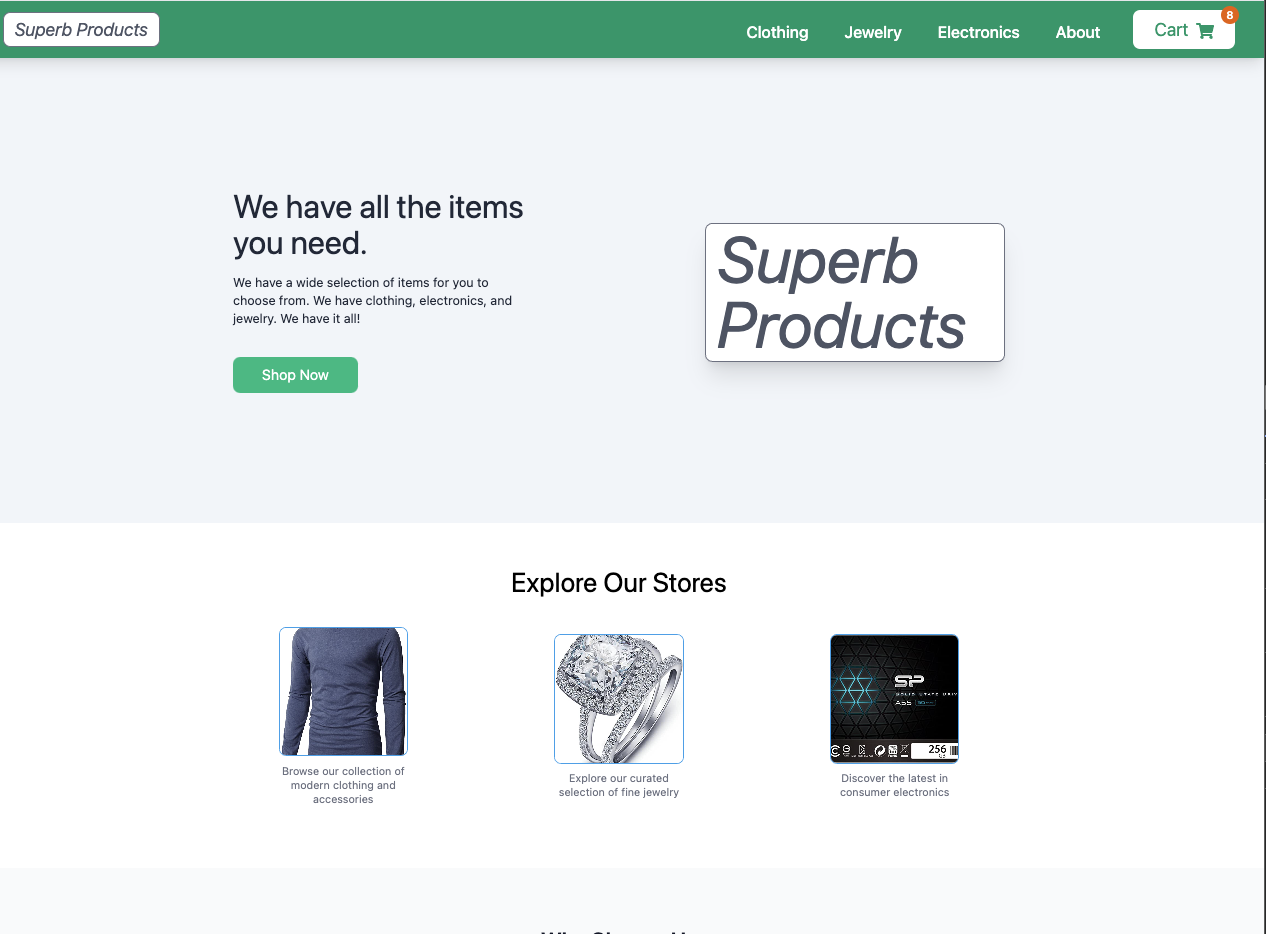 Superb Products
Clothing
Jewelry
Electronics
About
Cart
8
We have all the items
you need.
We have a wide selection of items for you to
choose from. We have clothing, electronics, and
jewelry. We have it all!
Shop Now
Superb
Products
Explore Our Stores
SP
SOLID STATE DRIV
A55
256
Browse our collection of
modern clothing and
accessories
Explore our curated
selection of fine jewelry
Discover the latest in
consumer electronics